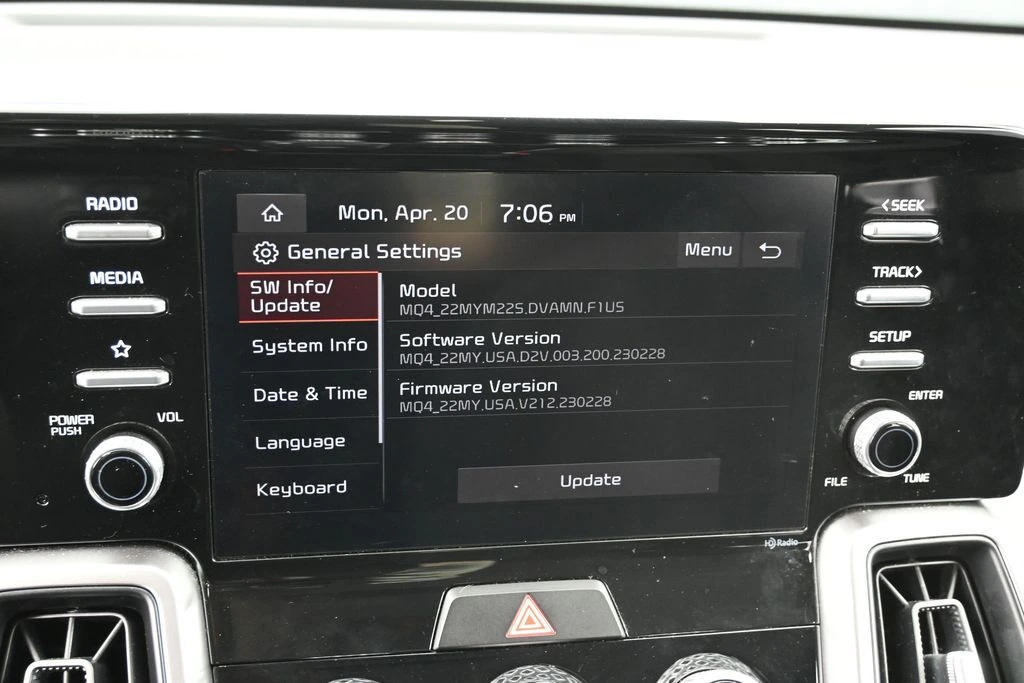 RADIO
MEDIA
POWER
PUSH
VOL
Mon, Apr. 20
7:06 PM
General Settings
Menu
SW Info/
Update
System Info
Date & Time
Language
Keyboard
Model
MQ4_22MYM22S.DVAMN.F1US
Software Version
MQ4_22MY.USA.D2V.003.200.230228
Firmware Version
MQ4_22MY.USA.V212.230228
Update
HD Radio
<SEEK
TRACK>
SETUP
ENTER
FILE
TUNE